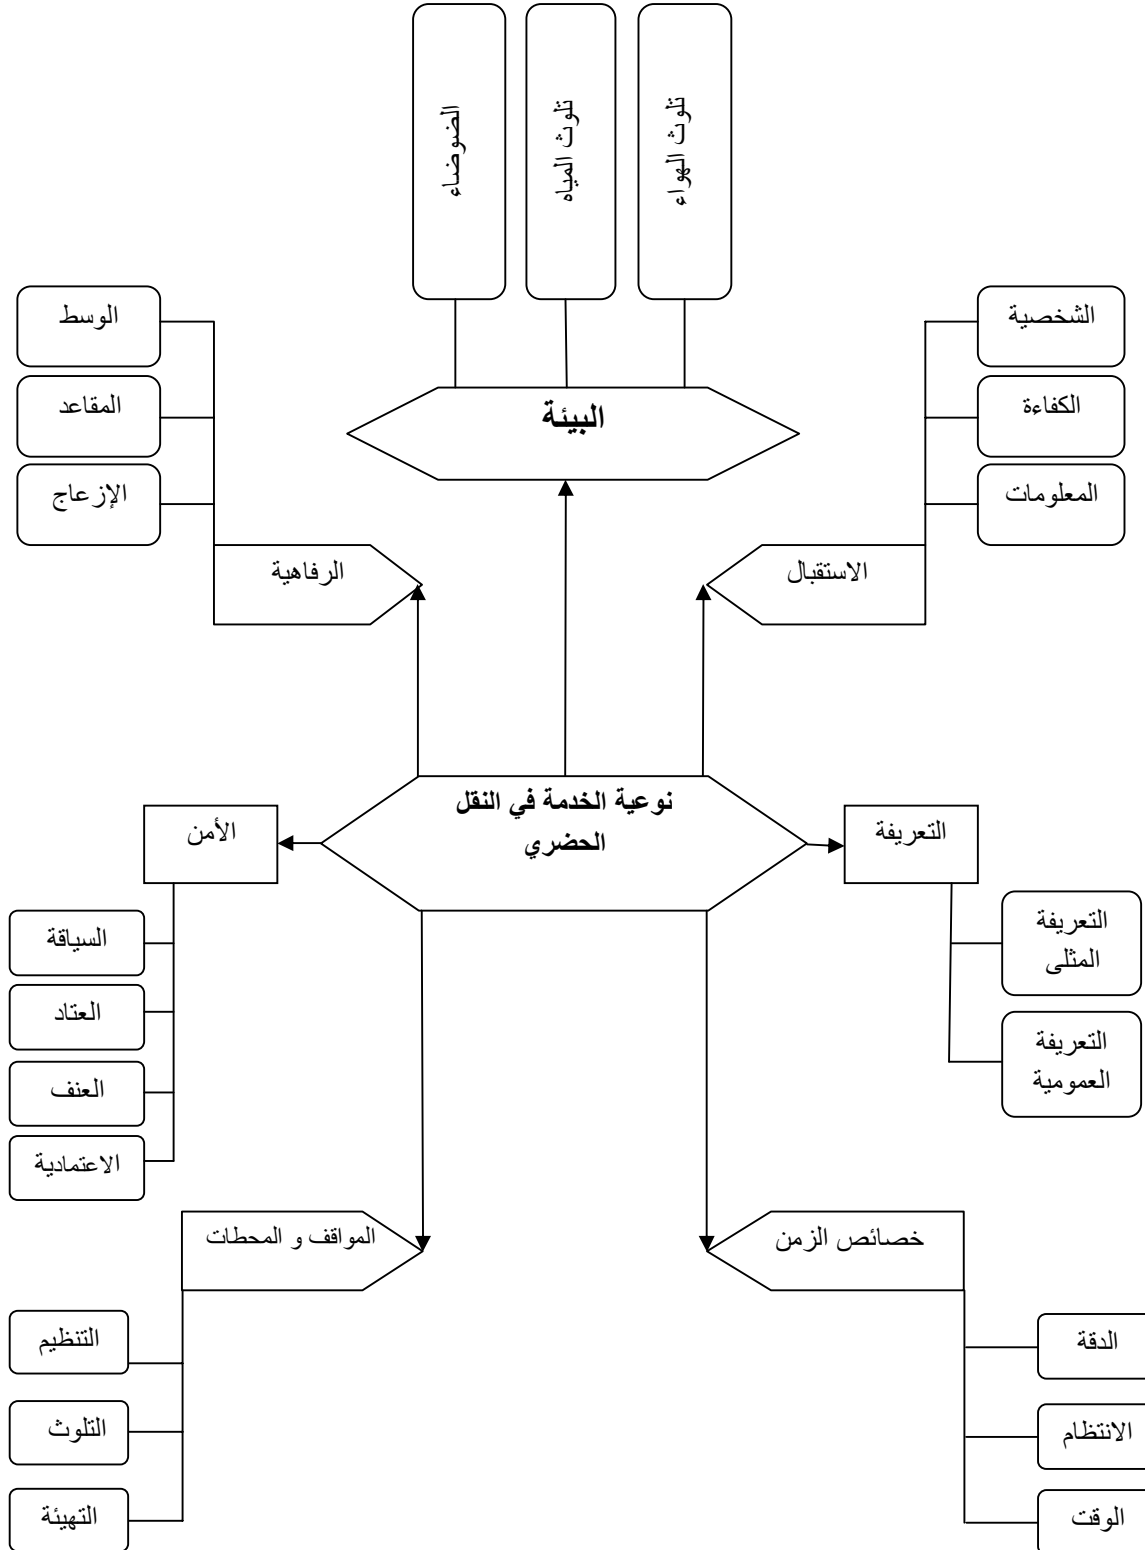 تلوث الهواء
تلوث المياه
الضوضاء
البيئة
الشخصية
الكفاءة
المعلومات
الاستقبال
الوسط
المقاعد
الإزعاج
الرفاهية
نوعية الخدمة في النقل
الحضري
التعريفة
التعريفة
المثلى
التعريفة
العمومية
الأمن
السياقة
العتاد
العنف
الاعتمادية
خصائص الزمن
الدقة
الانتظام
الوقت
المواقف و المحطات
التنظيم
التلوث
التهيئة